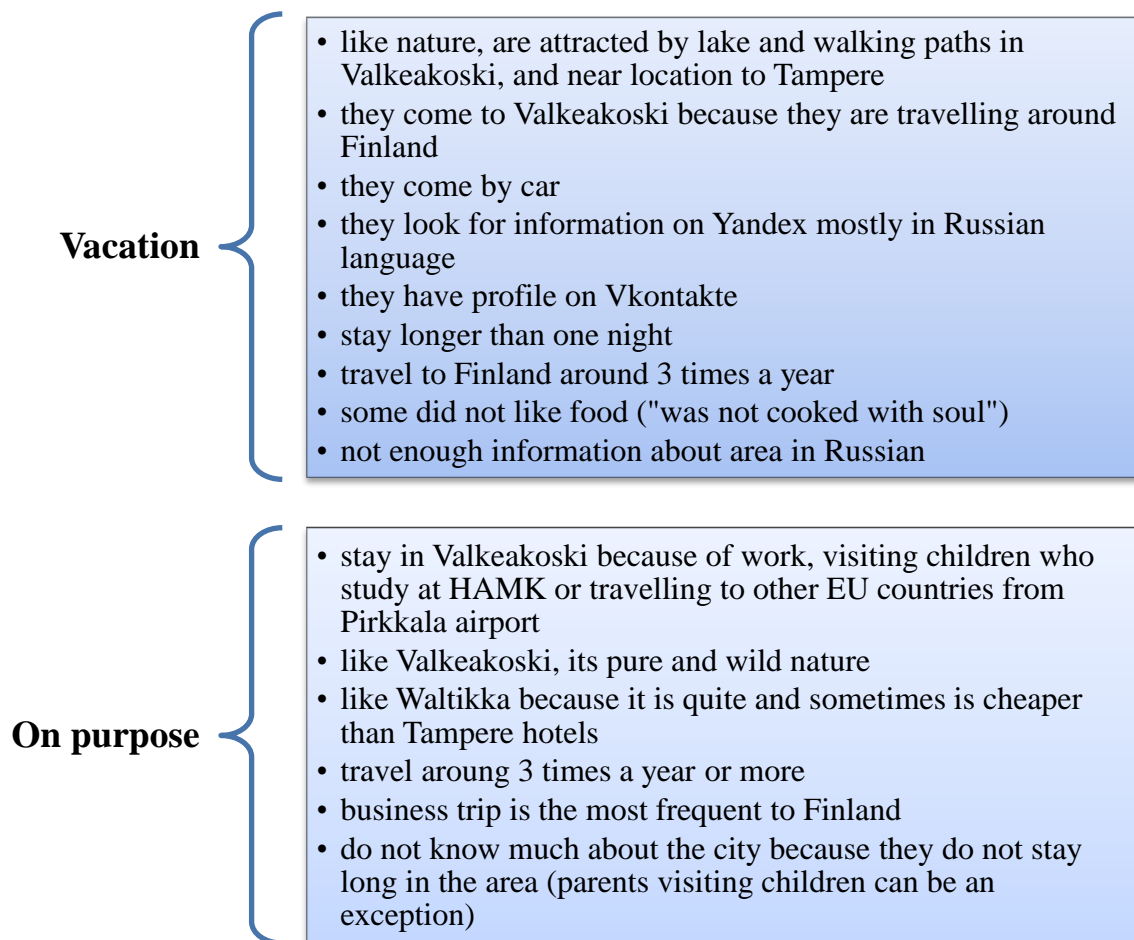 Vacation
• like nature, are attracted by lake and walking paths in
Valkeakoski, and near location to Tampere
• they come to Valkeakoski because they are travelling around
Finland
• they come by car
• they look for information on Yandex mostly in Russian
language
• they have profile on Vkontakte
• stay longer than one night
• travel to Finland around 3 times a year
• some did not like food ("was not cooked with soul")
• not enough information about area in Russian
On purpose
• stay in Valkeakoski because of work, visiting children who
study at HAMK or travelling to other EU countries from
Pirkkala airport
• like Valkeakoski, its pure and wild nature
• like Waltikka because it is quite and sometimes is cheaper
than Tampere hotels
• travel aroung 3 times a year or more
• business trip is the most frequent to Finland
• do not know much about the city because they do not stay
long in the area (parents visiting children can be an
exception)